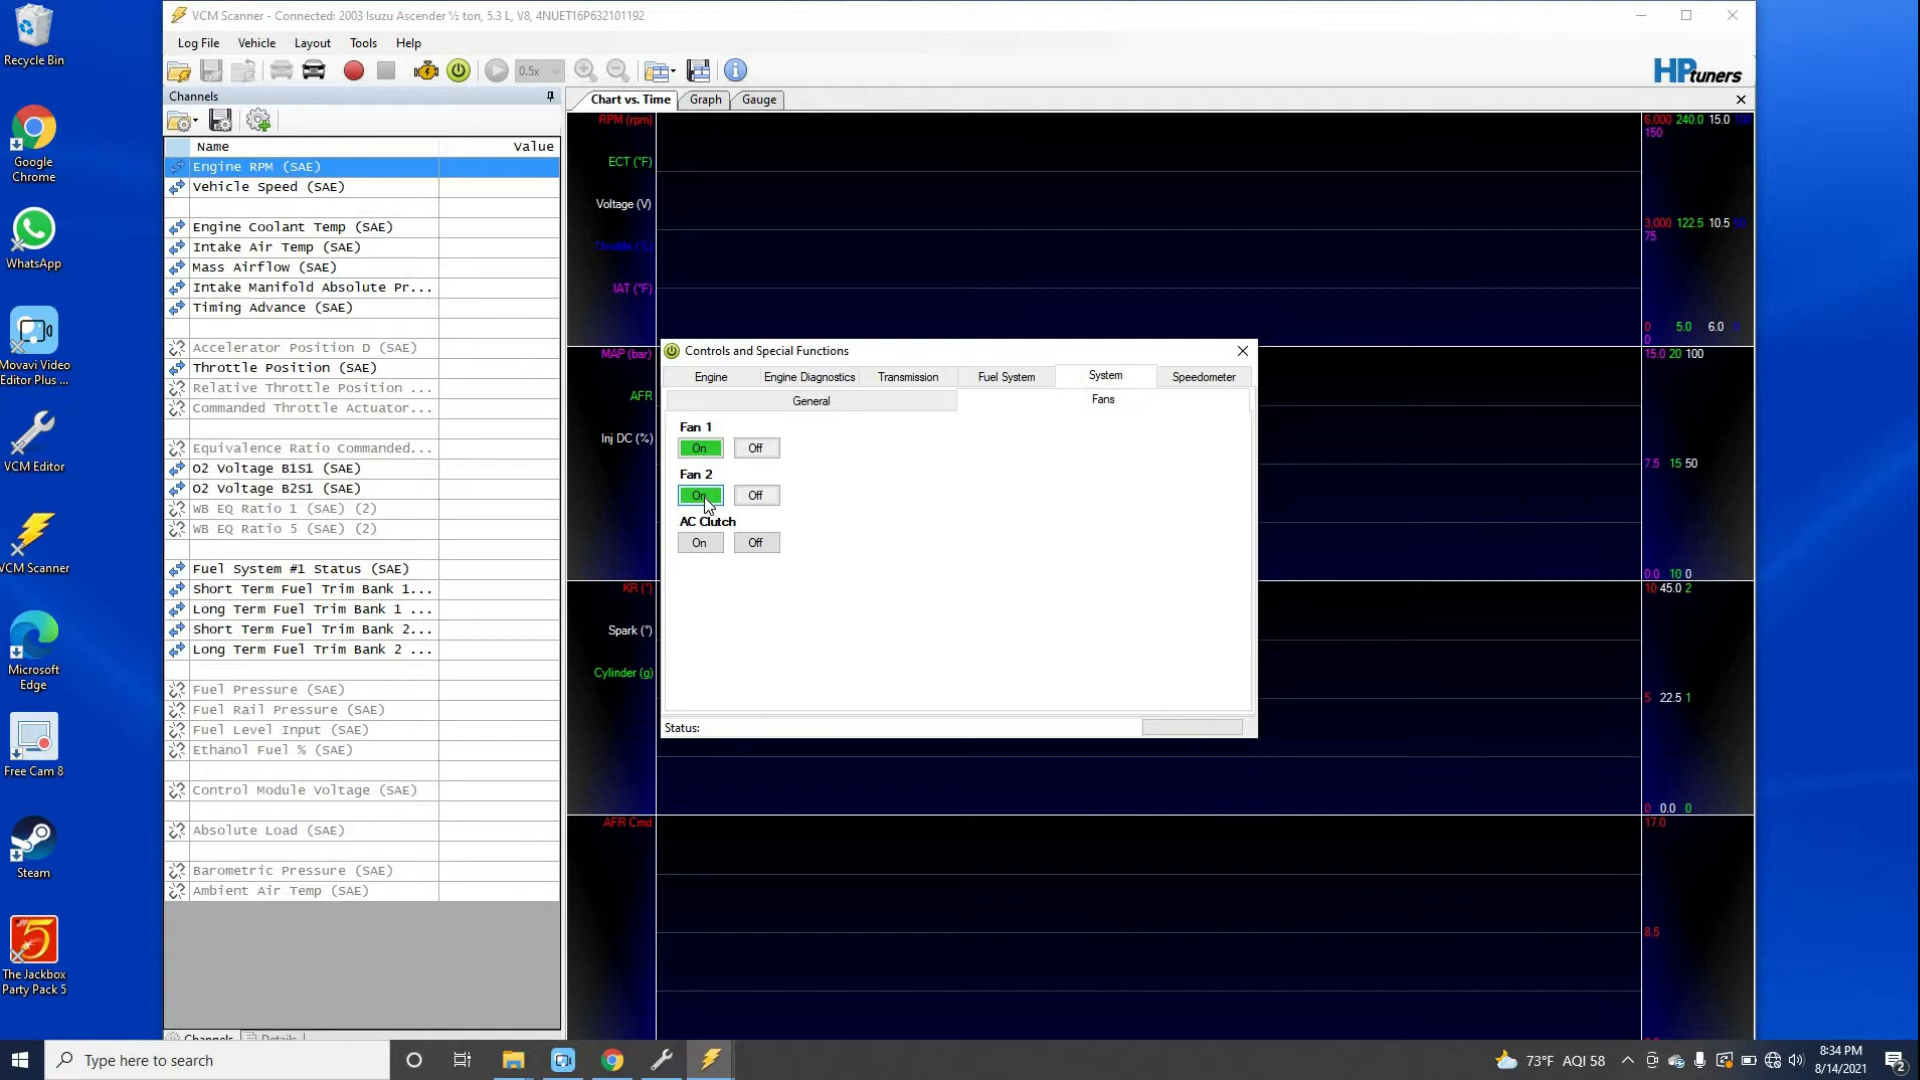 Recycle Bin
Google
Chrome
WhatsApp
Movavi Video
Editor Plus ...
VCM Editor
VCM Scanner
Microsoft
Edge
Free Cam 8
Steam
The Jackbox
Party Pack 5
VCM Scanner - Connected: 2003 Isuzu Ascender ½ ton, 5.3 L, V8, 4NUET16P632101192
Log File Vehicle Layout Tools Help
0.5x
HPtuners
Channels
Name Value
Engine RPM (SAE)
Vehicle Speed (SAE)
Engine Coolant Temp (SAE)
Intake Air Temp (SAE)
Mass Airflow (SAE)
Intake Manifold Absolute Pr...
Timing Advance (SAE)
Accelerator Position D (SAE)
Throttle Position (SAE)
Relative Throttle Position ...
Commanded Throttle Actuator...
Equivalence Ratio Commanded...
O2 Voltage B1S1 (SAE)
O2 Voltage B2S1 (SAE)
WB EQ Ratio 1 (SAE) (2)
WB EQ Ratio 5 (SAE) (2)
Fuel System #1 Status (SAE)
Short Term Fuel Trim Bank 1...
Long Term Fuel Trim Bank 1 ...
Short Term Fuel Trim Bank 2...
Long Term Fuel Trim Bank 2 ...
Fuel Pressure (SAE)
Fuel Rail Pressure (SAE)
Fuel Level Input (SAE)
Ethanol Fuel % (SAE)
Control Module Voltage (SAE)
Absolute Load (SAE)
Barometric Pressure (SAE)
Ambient Air Temp (SAE)
Channels Details
Chart vs. Time Graph Gauge
RPM (rpm)
ECT (°F)
Voltage (V)
IAT (°F)
6,000 240.0 15.0 100
150
3,000 122.5 10.5
75
0 5.0 6.0
0
MAP (bar)
AFR
Inj DC (%)
15.0 20 100
7.5 15 50
0.0 10 0
KR (°)
Spark (°)
Cylinder (g)
10 45.0 2
5 22.5 1
0 0.0 0
AFR Cmd
17.0
8.5
Controls and Special Functions
Engine Engine Diagnostics Transmission Fuel System System Speedometer
General Fans
Fan 1
On Off
Fan 2
On Off
AC Clutch
On Off
Status:
Type here to search
73°F AQI 58
8:34 PM
8/14/2021
2